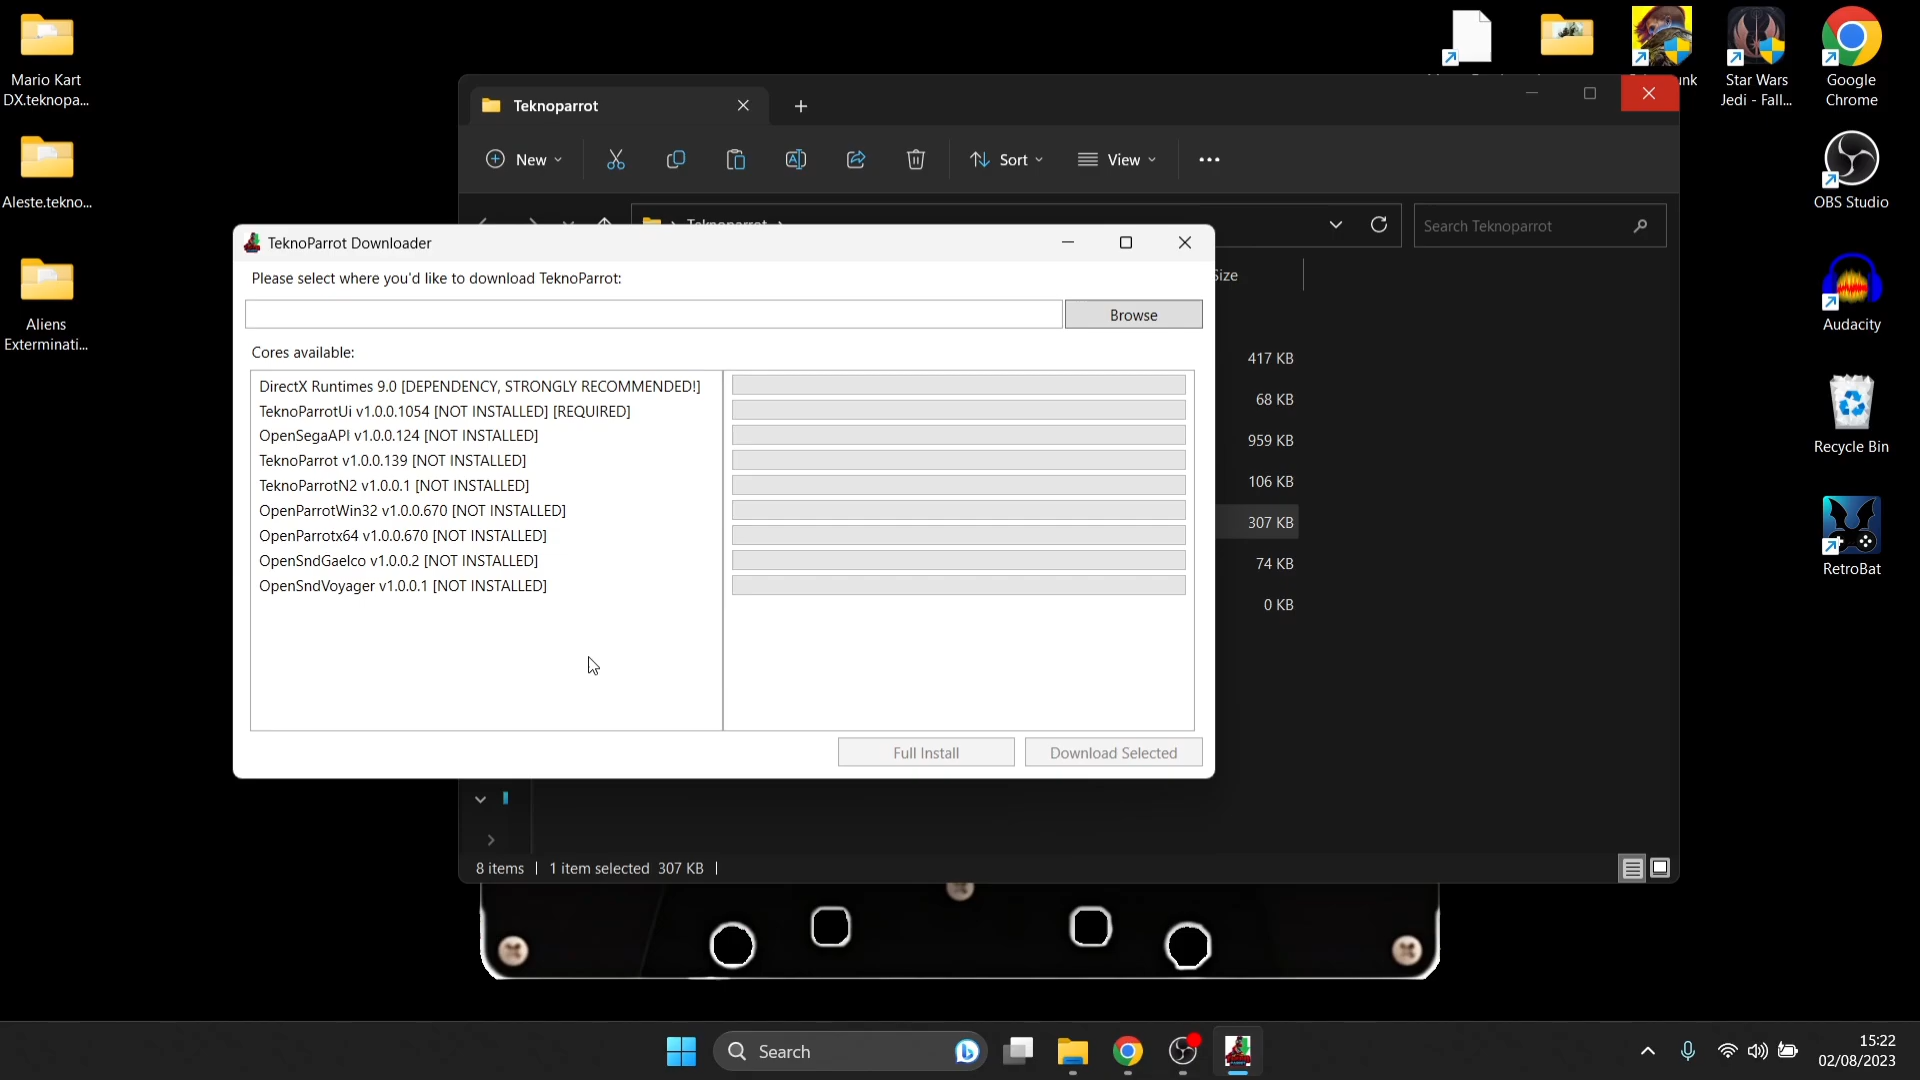 Mario Kart
DX.teknopa...
Aleste.tekno...
Aliens
Exterminati...
Star Wars
Jedi - Fall...
Google
Chrome
OBS Studio
Audacity
Recycle Bin
RetroBat
Teknoparrot
New
Sort
View
Teknoparrot
Search Teknoparrot
Size
417 KB
68 KB
959 KB
106 KB
307 KB
74 KB
0 KB
8 items
1 item selected 307 KB
TeknoParrot Downloader
Please select where you'd like to download TeknoParrot:
Browse
Cores available:
DirectX Runtimes 9.0 [DEPENDENCY, STRONGLY RECOMMENDED!]
TeknoParrotUi v1.0.0.1054 [NOT INSTALLED] [REQUIRED]
OpenSegaAPI v1.0.0.124 [NOT INSTALLED]
TeknoParrot v1.0.0.139 [NOT INSTALLED]
TeknoParrotN2 v1.0.0.1 [NOT INSTALLED]
OpenParrotWin32 v1.0.0.670 [NOT INSTALLED]
OpenParrotx64 v1.0.0.670 [NOT INSTALLED]
OpenSndGaelco v1.0.0.2 [NOT INSTALLED]
OpenSndVoyager v1.0.0.1 [NOT INSTALLED]
Full Install
Download Selected
Search
15:22
02/08/2023